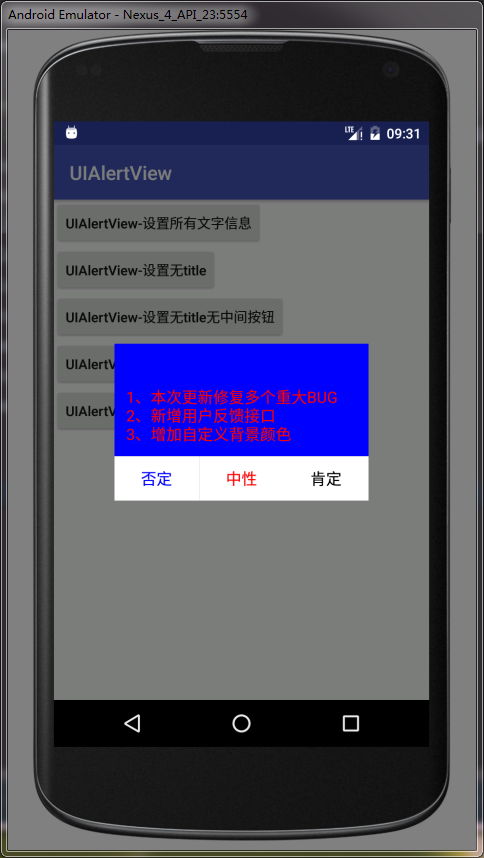 Android Emulator - Nexus_4_API_23:5554
LTE
09:31
UIAlertView
UIAlertView-设置所有文字信息
UIAlertView-设置无title
UIAlertView-设置无title无中间按钮
UIAlertV
UIAlertV
1、本次更新修复多个重大BUG
2、新增用户反馈接口
3、增加自定义背景颜色
否定
中性
肯定